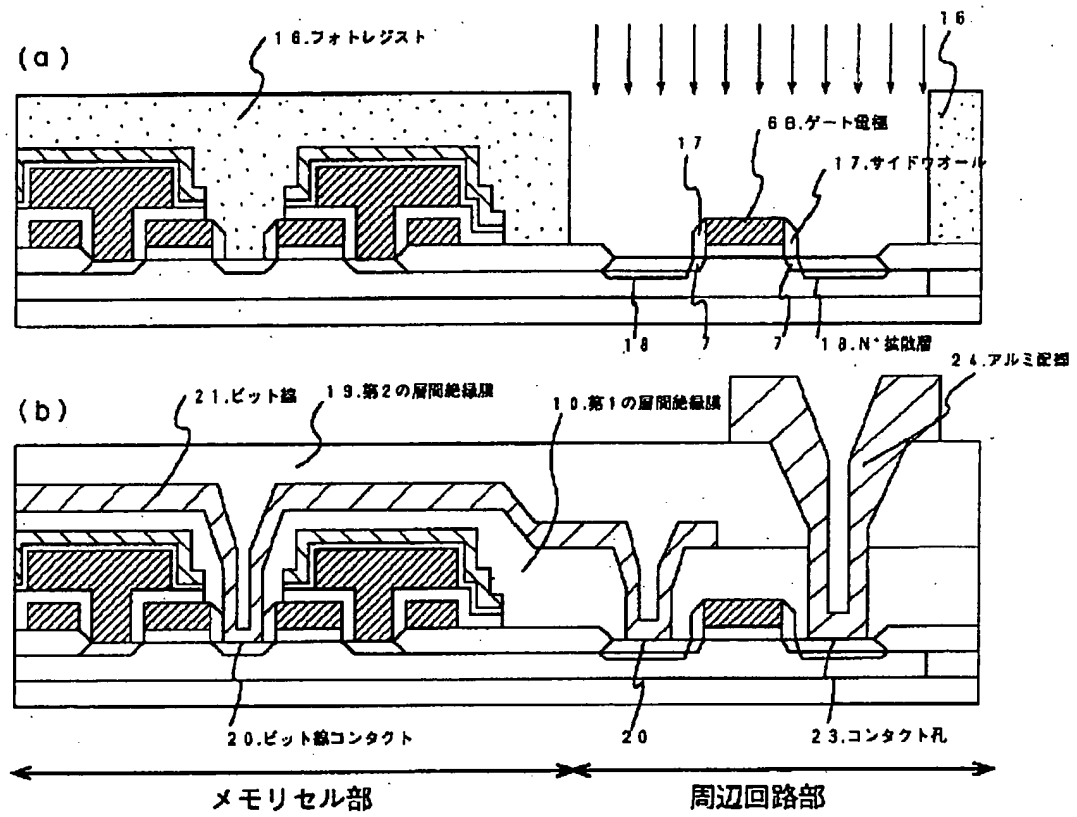 (a)
16.フォトレジスト
16
6B.ゲート電極
17
17.サイドウオール
18
7
7
18.N⁺拡散層
24.アルミ配線
(b)
21.ビット線
19.第2の層間絶縁膜
10.第1の層間絶縁膜
20.ビット線コンタクト
20
23.コンタクト孔
メモリセル部
周辺回路部